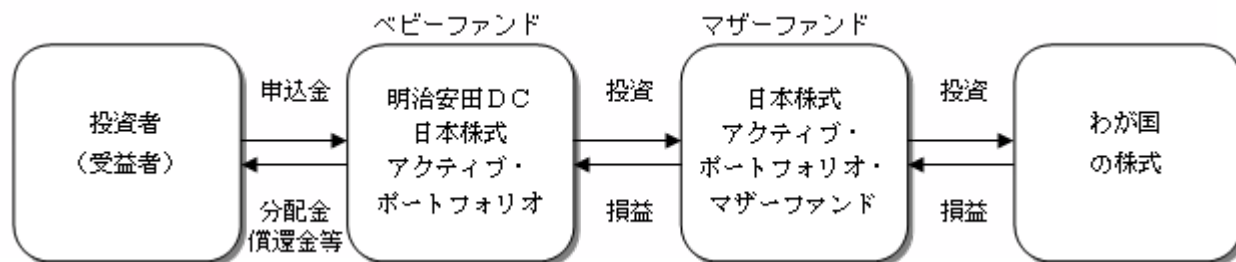 ベビーファンド
マザーファンド
投資者
(受益者)
申込金
分配金
償還金等
明治安田DC
日本株式
アクティブ・
ポートフォリオ
投資
損益
日本株式
アクティブ・
ポートフォリオ・
マザーファンド
投資
損益
わが国
の株式